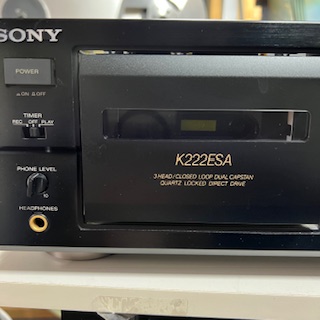 SONY
POWER
ON OFF
TIMER
REC OFF PLAY
PHONE LEVEL
10
HEADPHONES
K222ESA
3-HEAD/CLOSED LOOP DUAL CAPSTAN
QUARTZ LOCKED DIRECT DRIVE